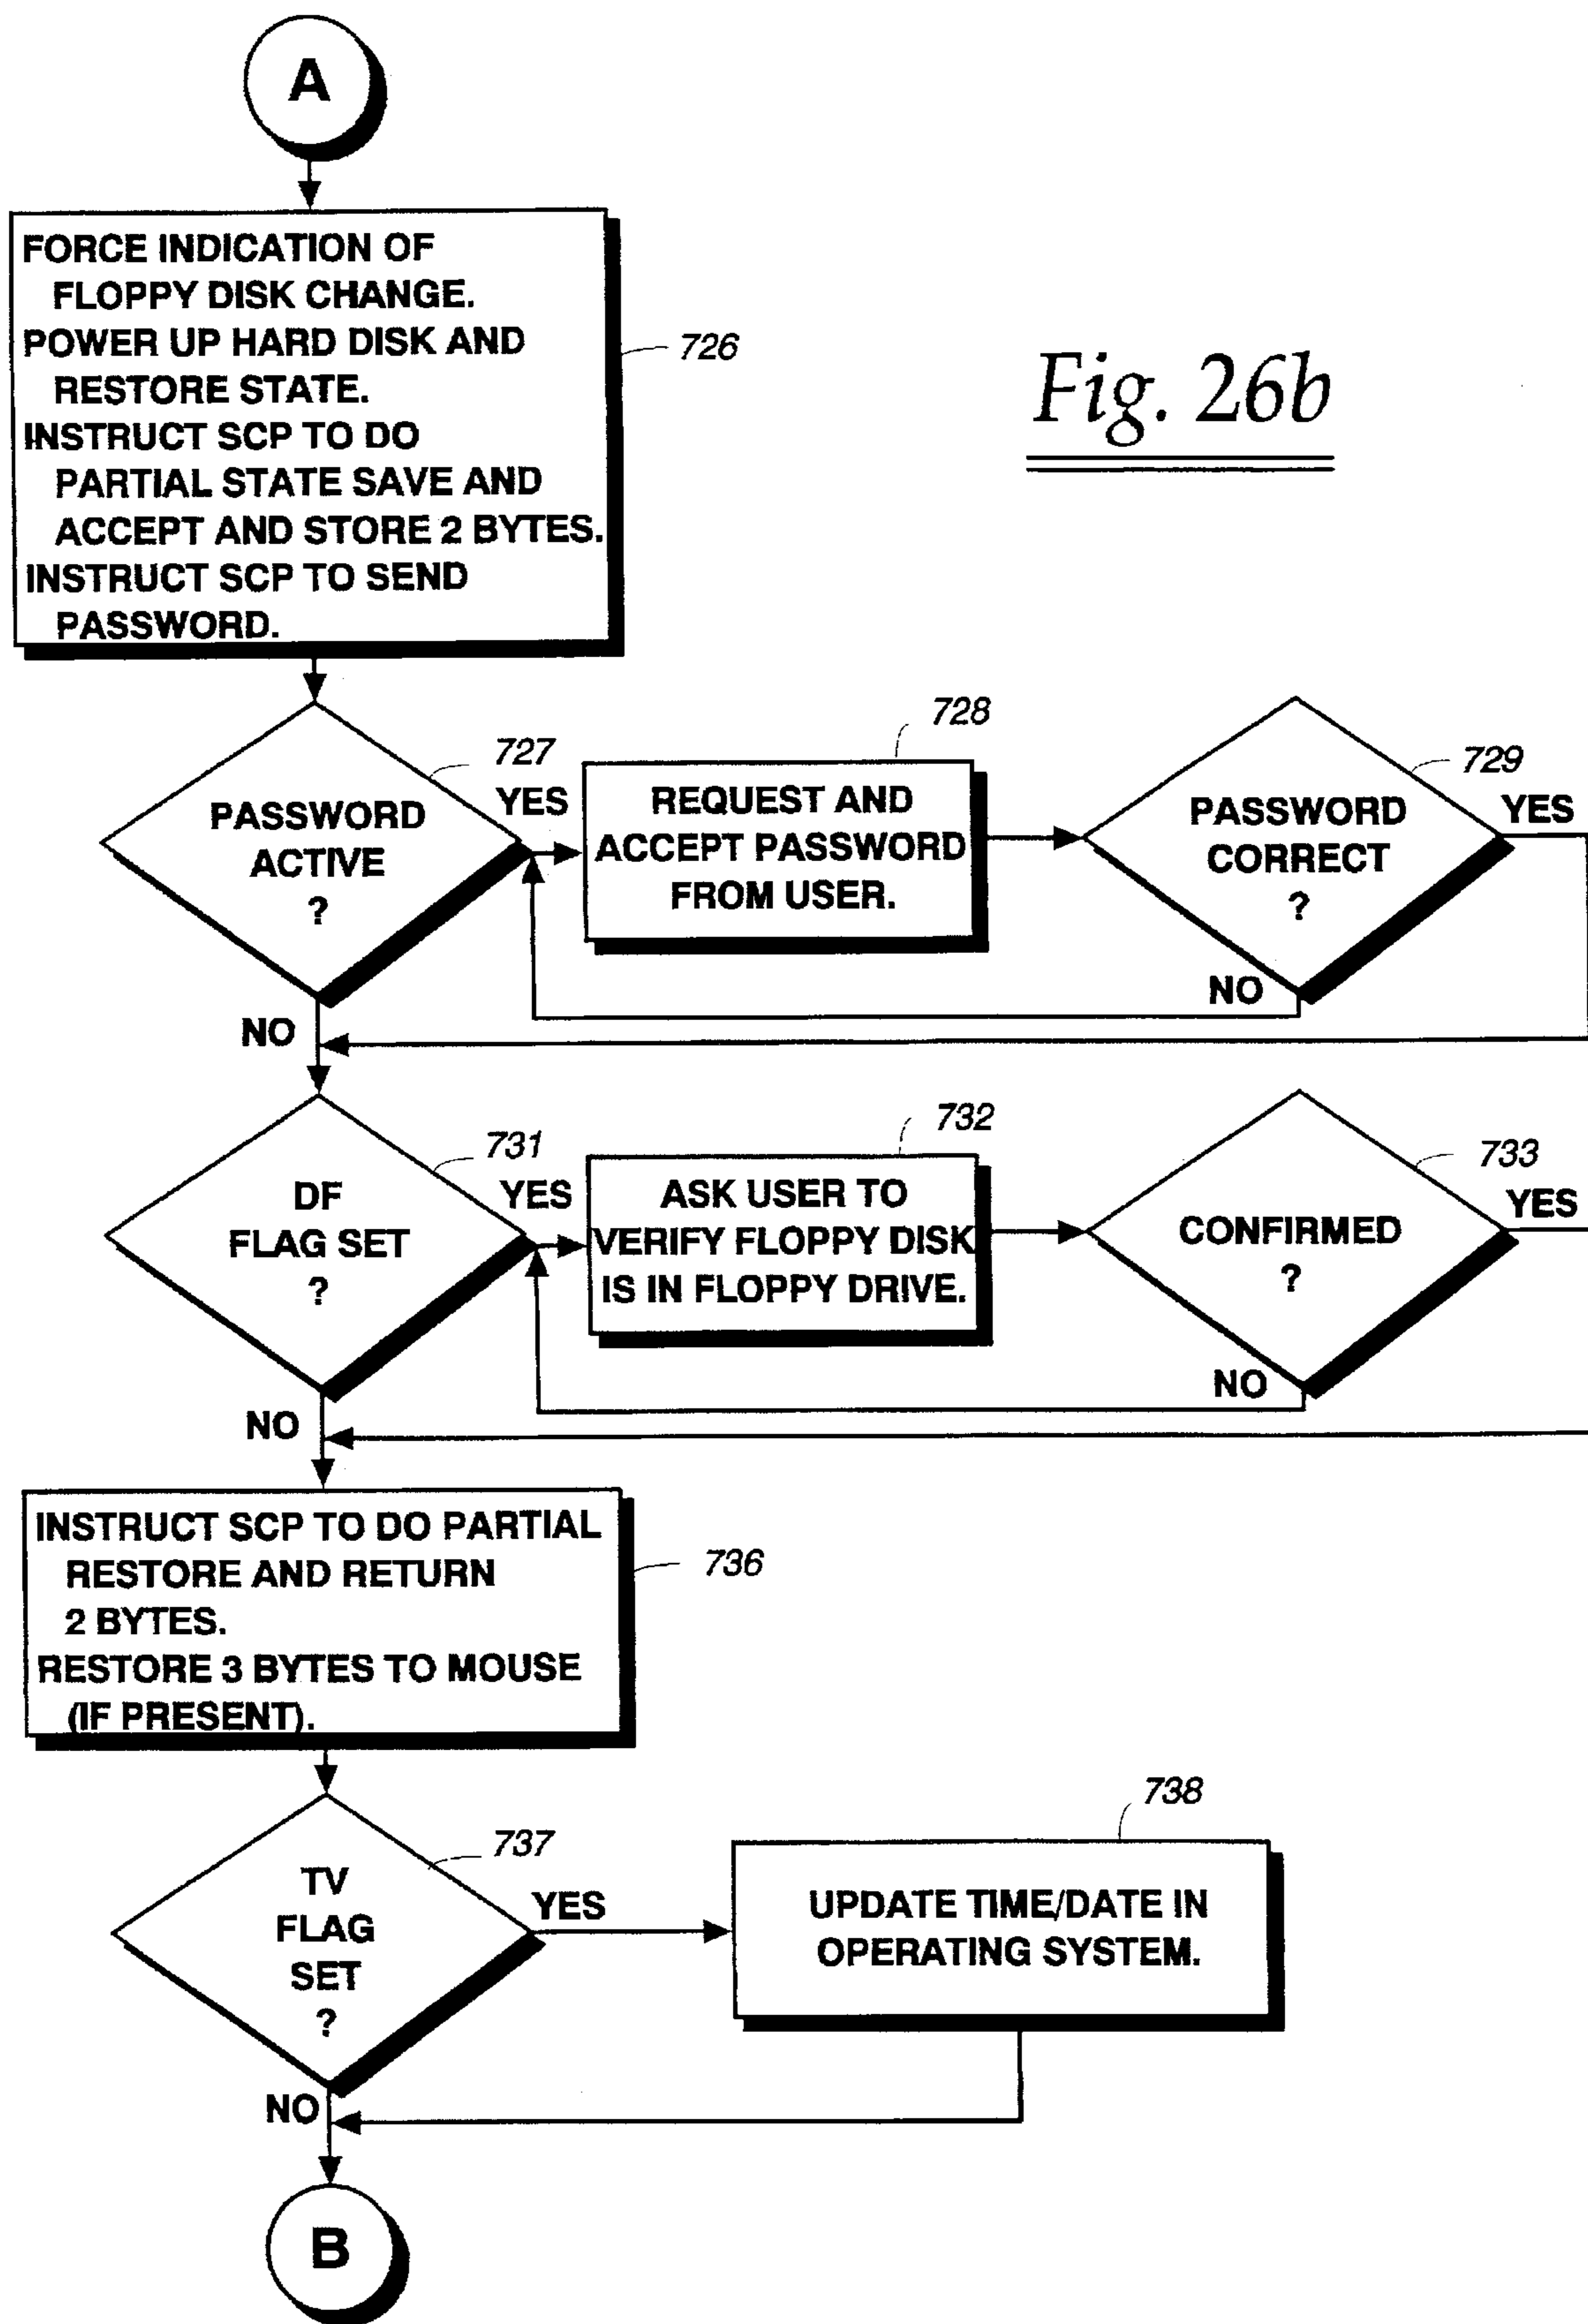 A
FORCE INDICATION OF
FLOPPY DISK CHANGE.
POWER UP HARD DISK AND
RESTORE STATE.
INSTRUCT SCP TO DO
PARTIAL STATE SAVE AND
ACCEPT AND STORE 2 BYTES.
INSTRUCT SCP TO SEND
PASSWORD.
726
Fig. 26b
PASSWORD
ACTIVE
?
727
YES
NO
728
REQUEST AND
ACCEPT PASSWORD
FROM USER.
729
PASSWORD
CORRECT
?
YES
NO
DF
FLAG SET
?
731
YES
NO
732
ASK USER TO
VERIFY FLOPPY DISK
IS IN FLOPPY DRIVE.
733
CONFIRMED
?
YES
NO
INSTRUCT SCP TO DO PARTIAL
RESTORE AND RETURN
2 BYTES.
RESTORE 3 BYTES TO MOUSE
(IF PRESENT).
736
TV
FLAG
SET
?
737
YES
NO
738
UPDATE TIME/DATE IN
OPERATING SYSTEM.
B